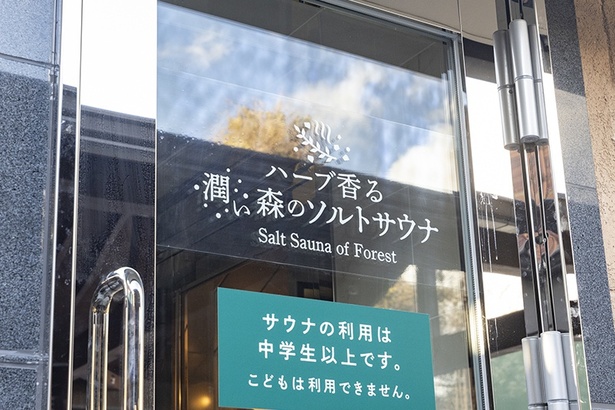 ハーブ香る
潤い森のソルトサウナ
Salt Sauna of Forest
サウナの利用は
中学生以上です。
こどもは利用できません。